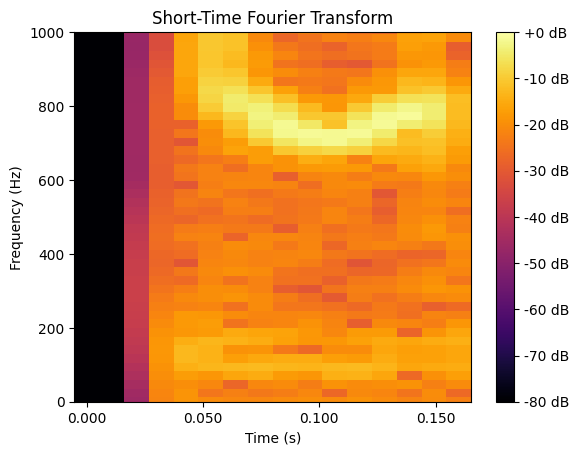 Short-Time Fourier Transform
1000
800
600
400
200
0
Frequency (Hz)
0.000
0.050
0.100
0.150
Time (s)
+0 dB
-10 dB
-20 dB
-30 dB
-40 dB
-50 dB
-60 dB
-70 dB
-80 dB